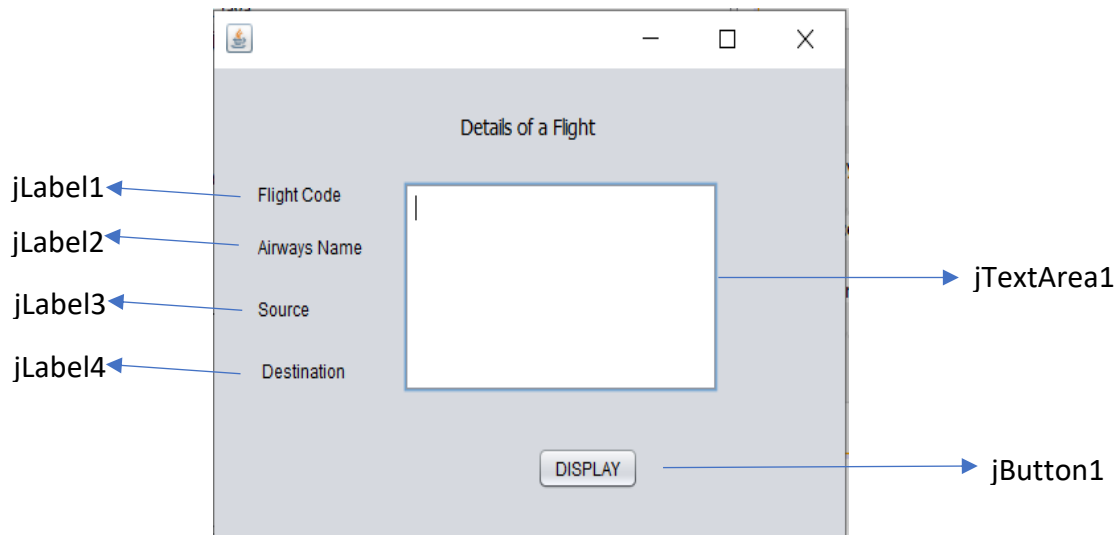 Details of a Flight
jLabel1
Flight Code
jLabel2
Airways Name
jLabel3
Source
jLabel4
Destination
jTextArea1
DISPLAY
jButton1